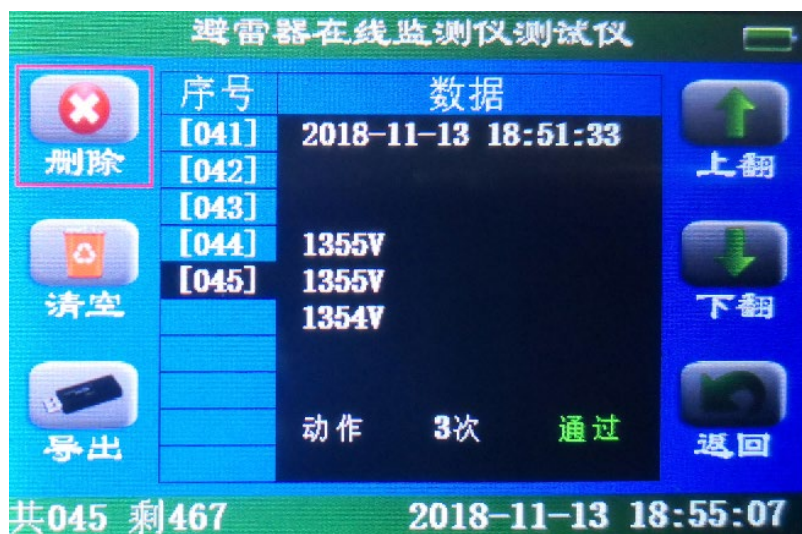 避雷器在线监测仪测试仪
序号 数据
[041] 2018-11-13 18:51:33
删除 [042] 上翻
[043]
[044] 1355V
[045] 1355V
清空 1354V 下翻
动作 3次 通过
导出 返回
共045 剩467 2018-11-13 18:55:07